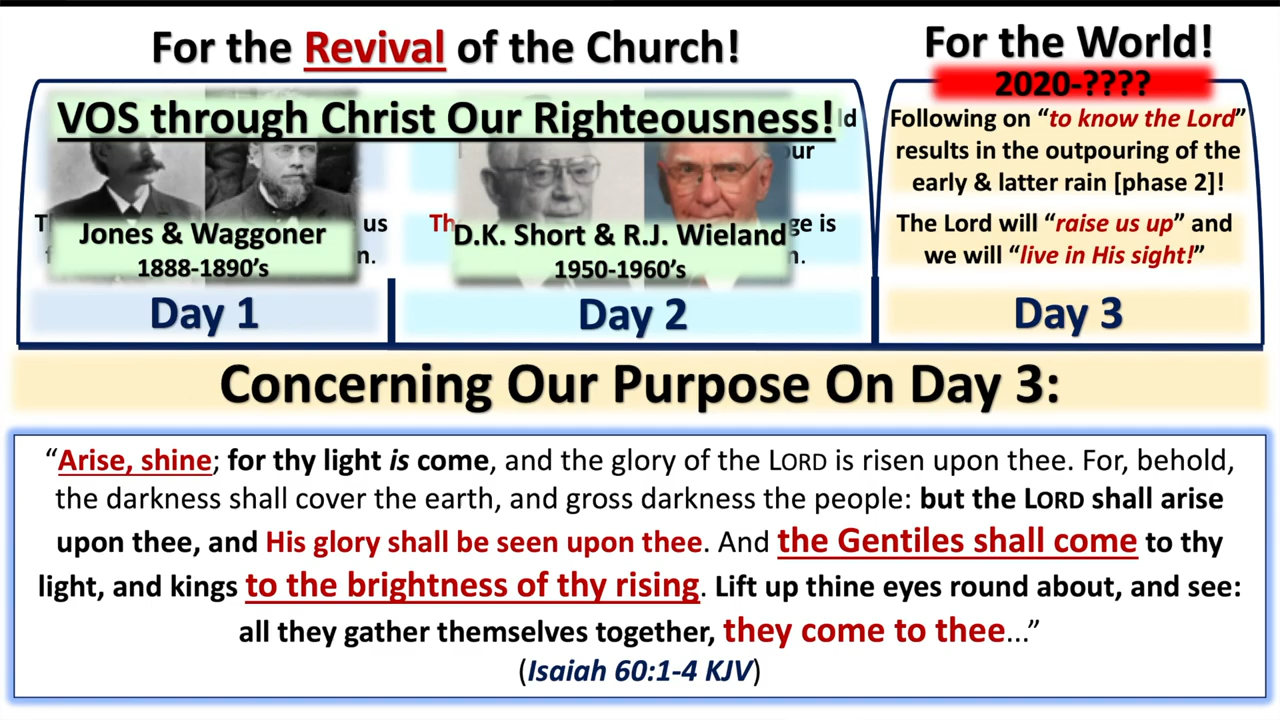 For the Revival of the Church!
For the World!
2020-????
VOS through Christ Our Righteousness!
Jones & Waggoner
1888-1890’s
us
D.K. Short & R.J. Wieland
1950-1960’s
is
Following on “to know the Lord”
results in the outpouring of the
early & latter rain [phase 2]!
The Lord will “raise us up” and
we will “live in His sight!”
Day 1
Day 2
Day 3
Concerning Our Purpose On Day 3:
“Arise, shine; for thy light is come, and the glory of the LORD is risen upon thee. For, behold,
the darkness shall cover the earth, and gross darkness the people: but the LORD shall arise
upon thee, and His glory shall be seen upon thee. And the Gentiles shall come to thy
light, and kings to the brightness of thy rising. Lift up thine eyes round about, and see:
all they gather themselves together, they come to thee...”
(Isaiah 60:1-4 KJV)